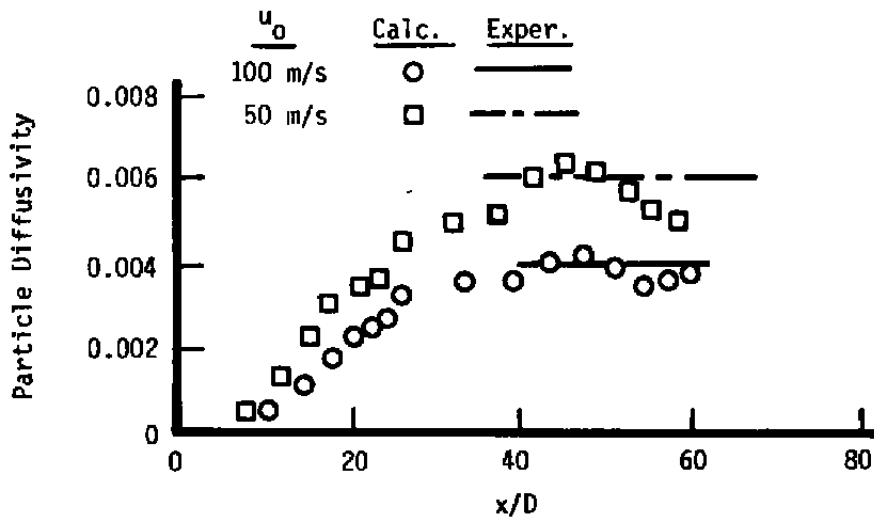 u₀ Calc. Exper.
100 m/s
50 m/s
0.008
0.006
0.004
0.002
0
Particle Diffusivity
0 20 40 60 80
x/D